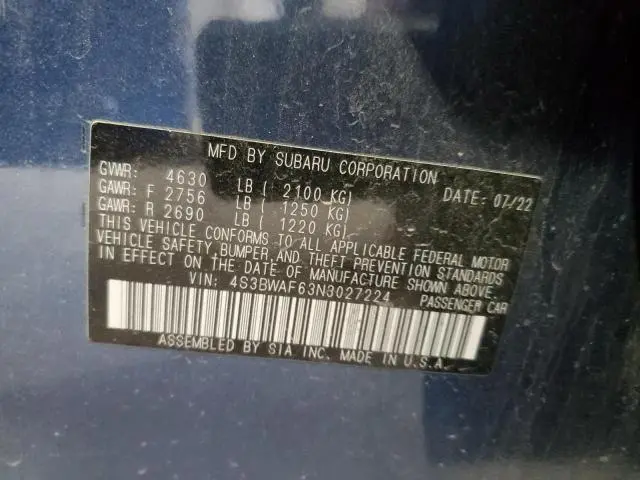 MFD BY SUBARU CORPORATION DATE: 07/22
GVWR: 4630 LB ( 2100 KG)
GAWR: F 2756 LB ( 1250 KG)
GAWR: R 2690 LB ( 1220 KG)
THIS VEHICLE CONFORMS TO ALL APPLICABLE FEDERAL MOTOR
VEHICLE SAFETY, BUMPER, AND THEFT PREVENTION STANDARDS
IN EFFECT ON THE DATE OF MANUFACTURE SHOWN ABOVE.
VIN: 4S3BWAF63N3027224 PASSENGER CAR
ASSEMBLED BY SIA INC. MADE IN U.S.A.